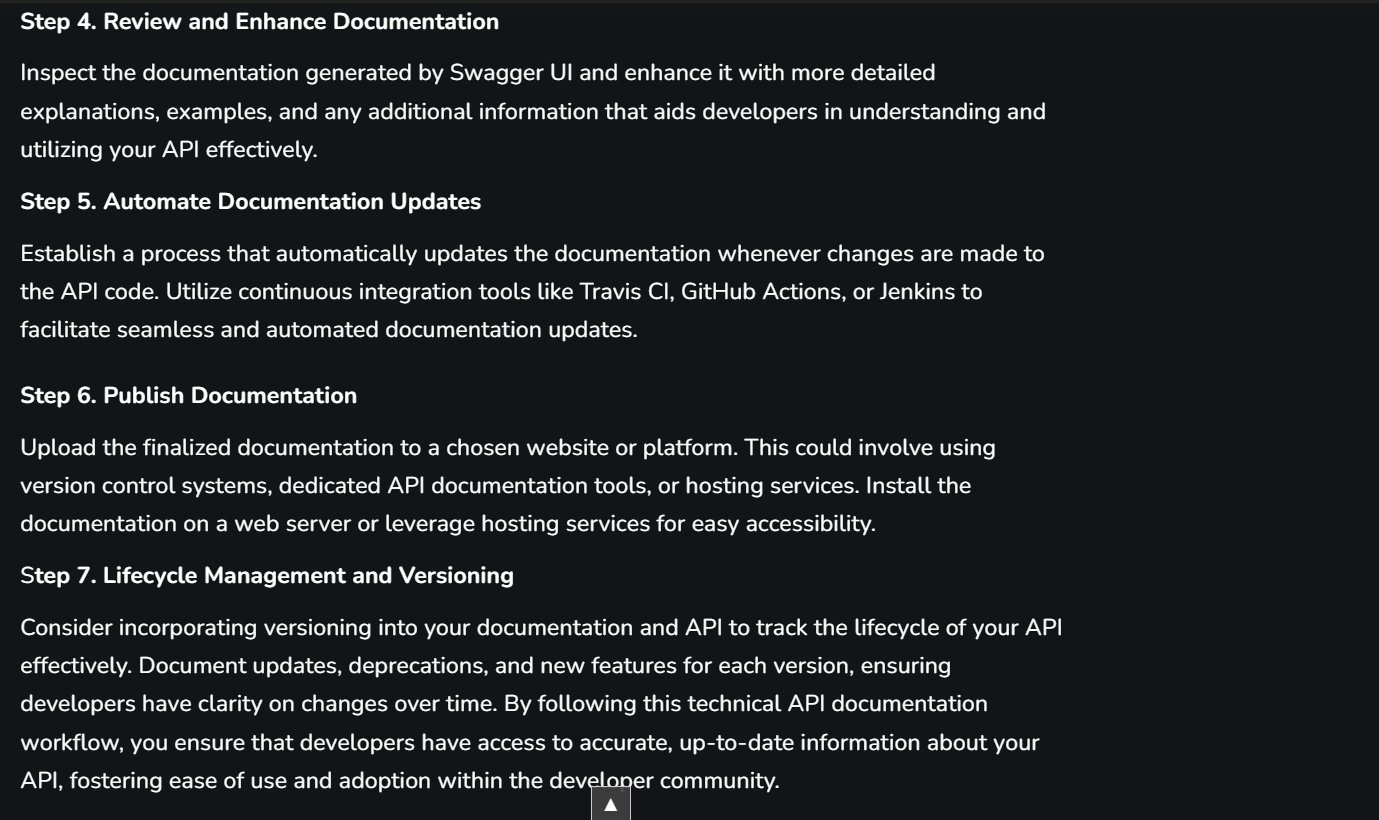 Step 4. Review and Enhance Documentation
Inspect the documentation generated by Swagger UI and enhance it with more detailed
explanations, examples, and any additional information that aids developers in understanding and
utilizing your API effectively.
Step 5. Automate Documentation Updates
Establish a process that automatically updates the documentation whenever changes are made to
the API code. Utilize continuous integration tools like Travis CI, GitHub Actions, or Jenkins to
facilitate seamless and automated documentation updates.
Step 6. Publish Documentation
Upload the finalized documentation to a chosen website or platform. This could involve using
version control systems, dedicated API documentation tools, or hosting services. Install the
documentation on a web server or leverage hosting services for easy accessibility.
Step 7. Lifecycle Management and Versioning
Consider incorporating versioning into your documentation and API to track the lifecycle of your API
effectively. Document updates, deprecations, and new features for each version, ensuring
developers have clarity on changes over time. By following this technical API documentation
workflow, you ensure that developers have access to accurate, up-to-date information about your
API, fostering ease of use and adoption within the developer community.